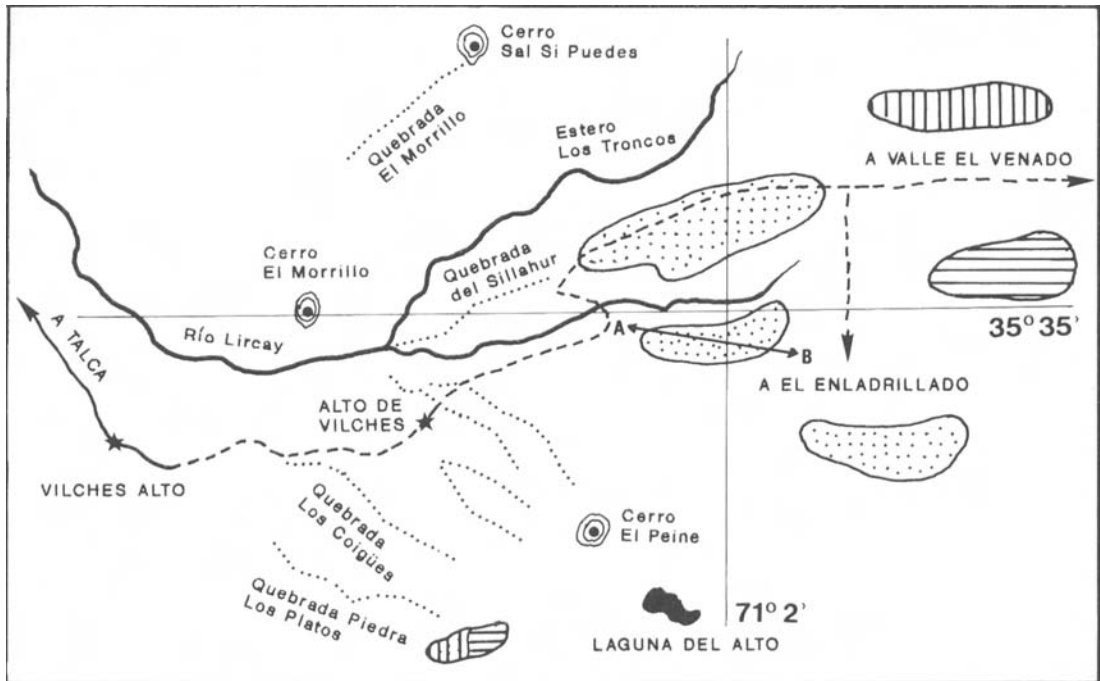 Cerro
Sal Si Puedes
Quebrada
El Morrillo
Estero
Los Troncos
A VALLE EL VENADO
Cerro
El Morrillo
Quebrada
del Sillahur
A TALCA
Río Lircay
A
B
35° 35'
A EL ENLADRILLADO
ALTO DE
VILCHES
VILCHES ALTO
Quebrada
Los Coigües
Cerro
El Peine
Quebrada Piedra
Los Platos
71° 2'
LAGUNA DEL ALTO